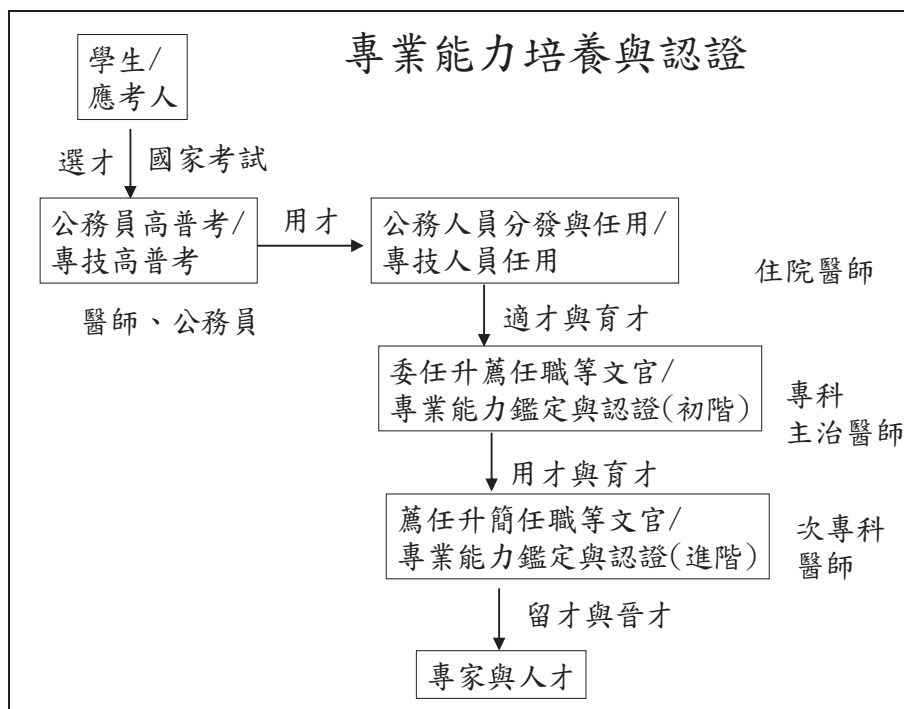 專業能力培養與認證
學生/
應考人
選才
國家考試
公務員高普考/
專技高普考
用才
公務人員分發與任用/
專技人員任用
住院醫師
醫師、公務員
適才與育才
委任升薦任職等文官/
專業能力鑑定與認證(初階)
專科
主治醫師
用才與育才
薦任升簡任職等文官/
專業能力鑑定與認證(進階)
次專科
醫師
留才與晉才
專家與人才